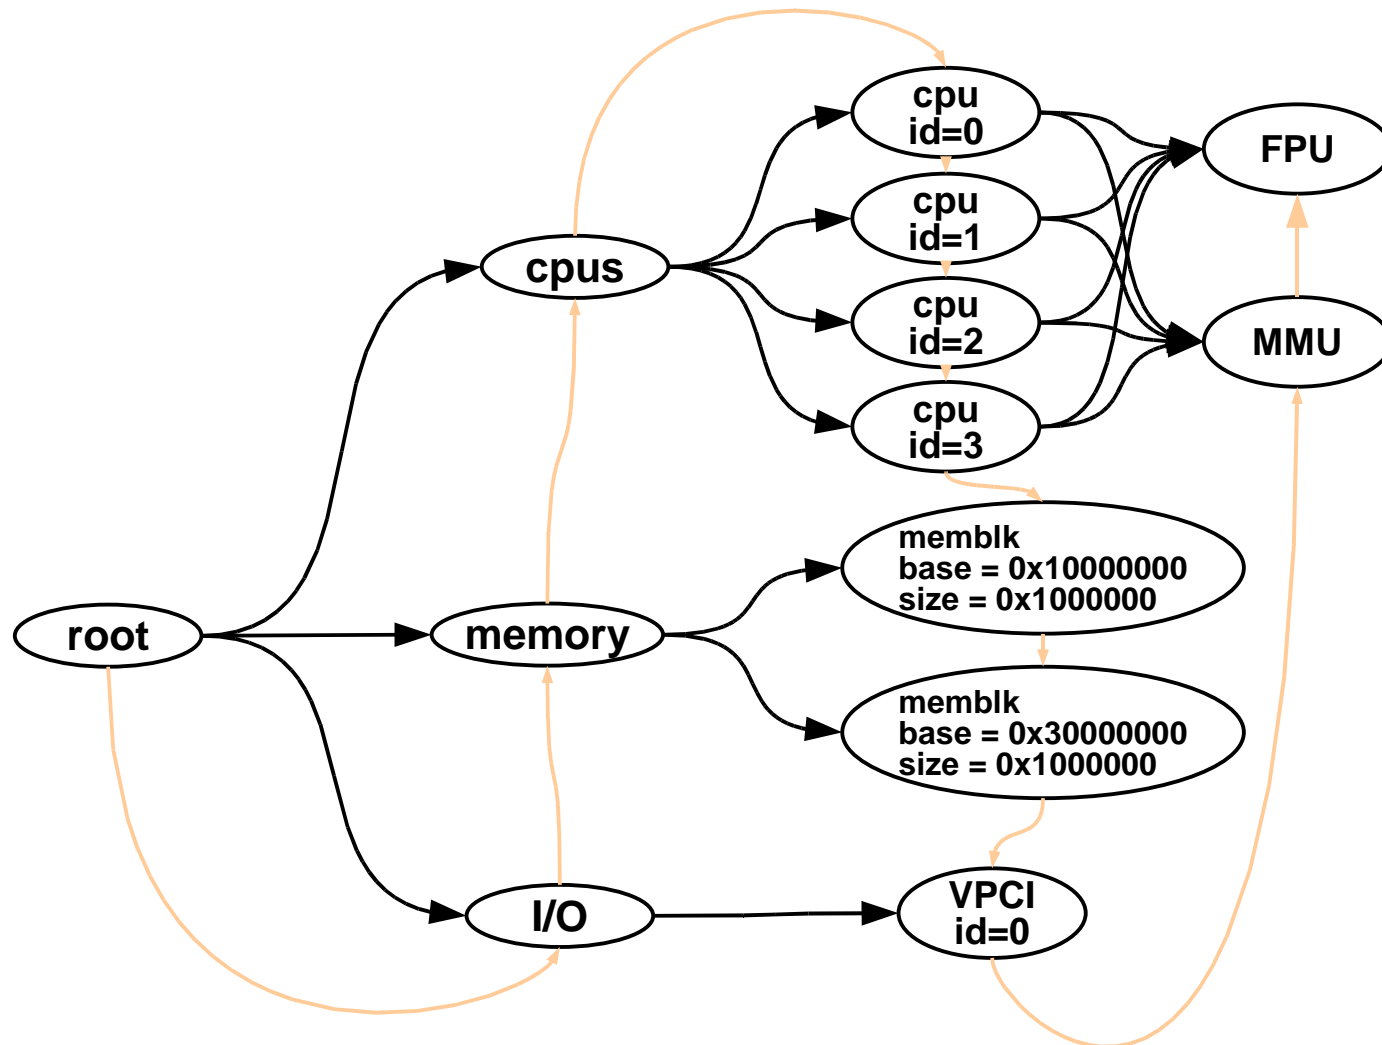 cpu
id=0
FPU
cpu
id=1
cpus
cpu
id=2
MMU
cpu
id=3
memblk
base = 0x10000000
size = 0x1000000
root
memory
memblk
base = 0x30000000
size = 0x1000000
I/O
VPCI
id=0